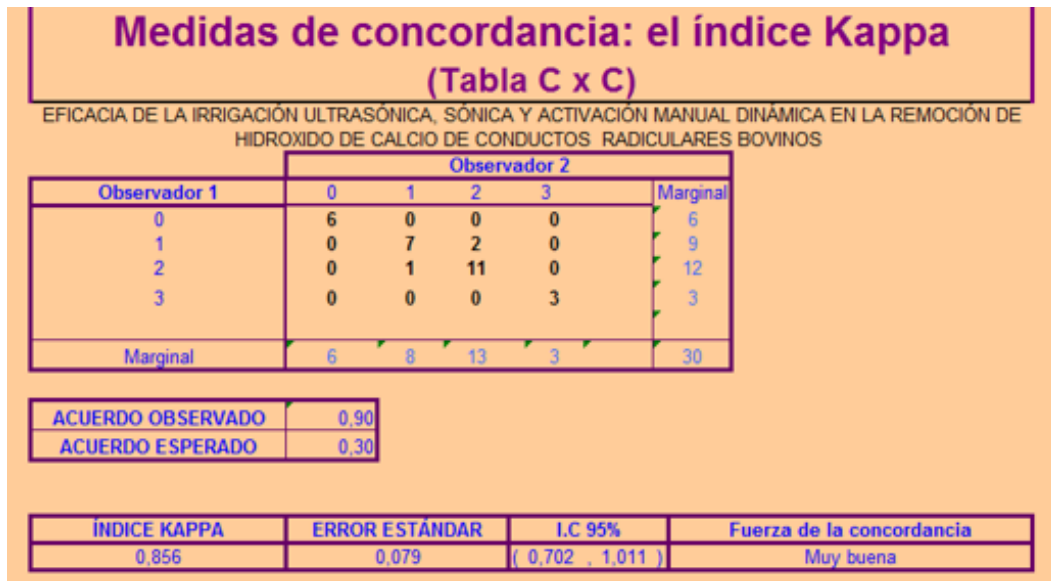 Medidas de concordancia: el índice Kappa
(Tabla C x C)
EFICACIA DE LA IRRIGACIÓN ULTRASÓNICA, SÓNICA Y ACTIVACIÓN MANUAL DINÁMICA EN LA REMOCIÓN DE
HIDROXIDO DE CALCIO DE CONDUCTOS RADICULARES BOVINOS
Observador 2
Observador 1 0 1 2 3 Marginal
0 6 0 0 0 6
1 0 7 2 0 9
2 0 1 11 0 12
3 0 0 0 3 3
Marginal 6 8 13 3 30
ACUERDO OBSERVADO 0,90
ACUERDO ESPERADO 0,30
ÍNDICE KAPPA ERROR ESTÁNDAR I.C 95% Fuerza de la concordancia
0,856 0,079 ( 0,702 , 1,011 ) Muy buena